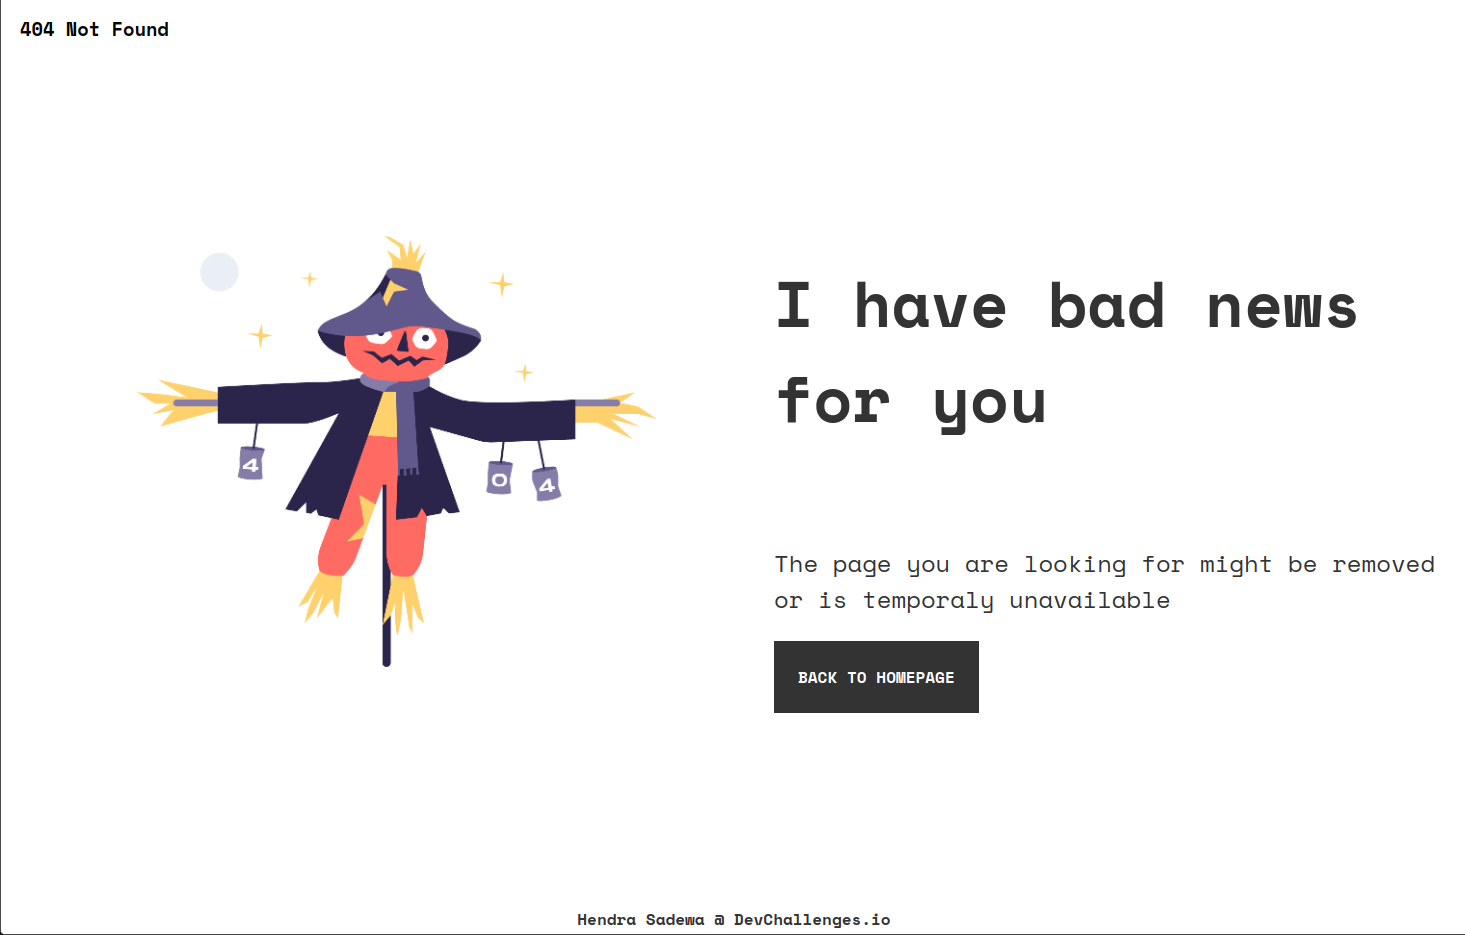 404 Not Found
I have bad news
for you
4
0
4
The page you are looking for might be removed
or is temporaly unavailable
BACK TO HOMEPAGE
Hendra Sadewa @ DevChallenges.io